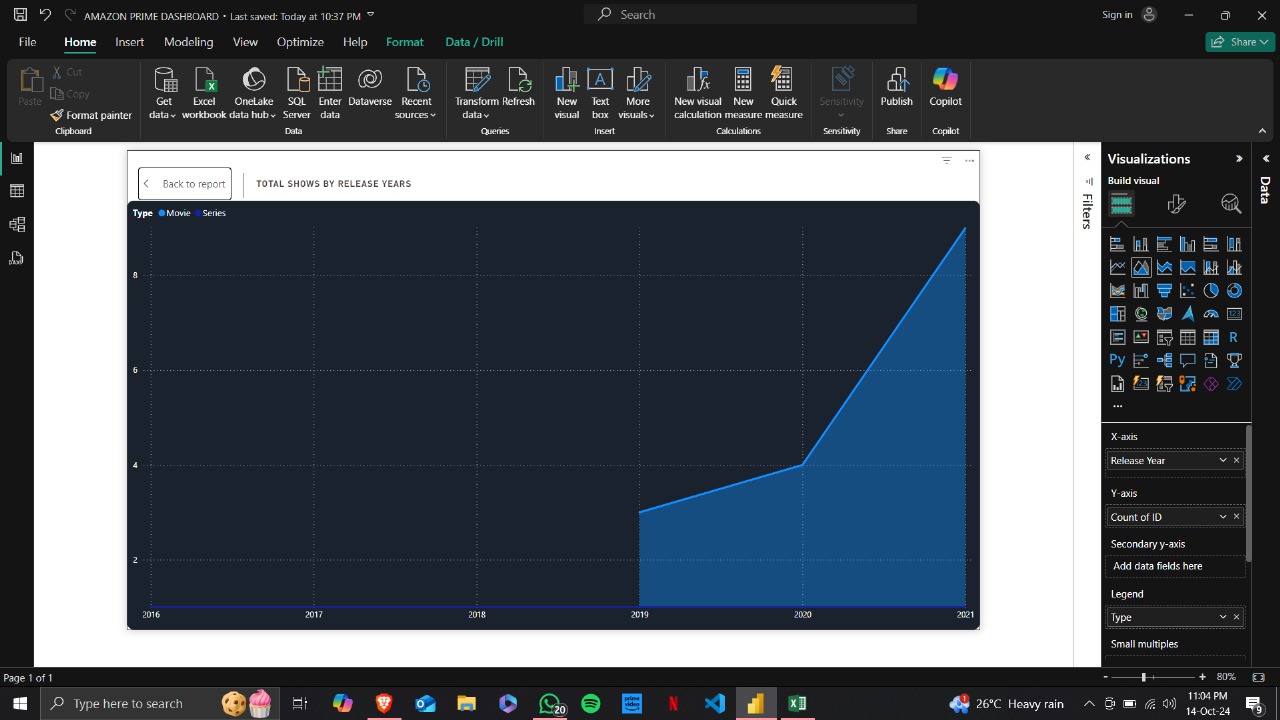 AMAZON PRIME DASHBOARD • Last saved: Today at 10:37 PM
Search
Sign in
File Home Insert Modeling View Optimize Help Format Data / Drill
Share
Paste
Cut
Copy
Format painter
Clipboard
Get data
Excel workbook
OneLake data hub
SQL Server
Enter data
Dataverse
Recent sources
Data
Transform data
Refresh
Queries
New visual
Text box
More visuals
Insert
New visual calculation
New measure
Quick measure
Calculations
Sensitivity
Sensitivity
Publish
Share
Copilot
Copilot
Back to report
TOTAL SHOWS BY RELEASE YEARS
Type Movie Series
8
6
4
2
2016 2017 2018 2019 2020 2021
Filters
Visualizations
Build visual
Data
123
R
Py
X-axis
Release Year
Y-axis
Count of ID
Secondary y-axis
Add data fields here
Legend
Type
Small multiples
Page 1 of 1
- + 80%
Type here to search
20
prime video
N
1
26°C Heavy rain
11:04 PM
14-Oct-24
9